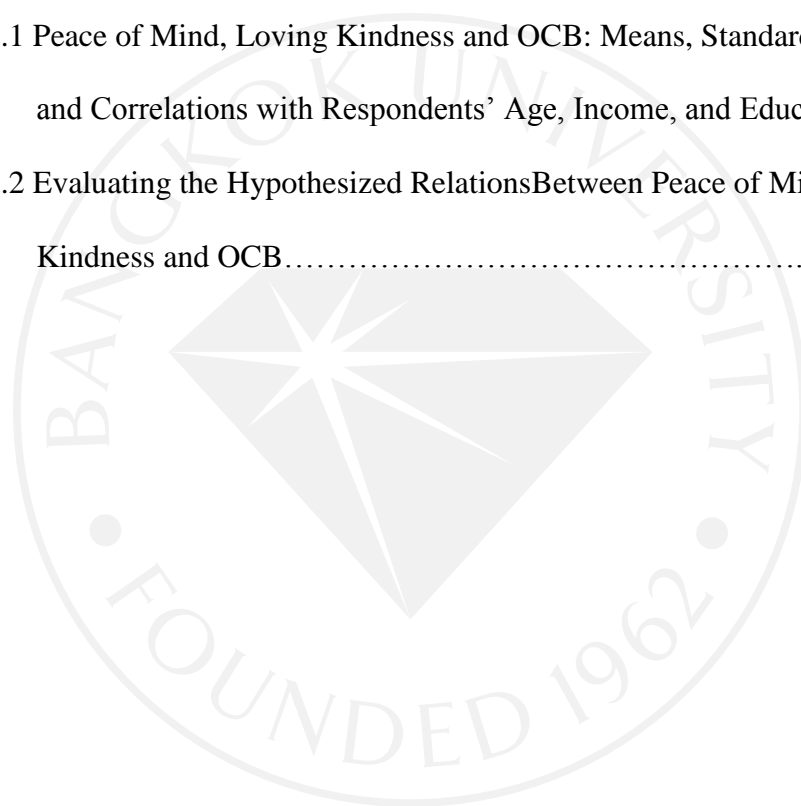 .1 Peace of Mind, Loving Kindness and OCB: Means, Standar
and Correlations with Respondents’ Age, Income, and Educ
.2 Evaluating the Hypothesized RelationsBetween Peace of Mi
Kindness and OCB……………………………………………
BANGKOK UNIVERSITY
• FOUNDED 1962 •